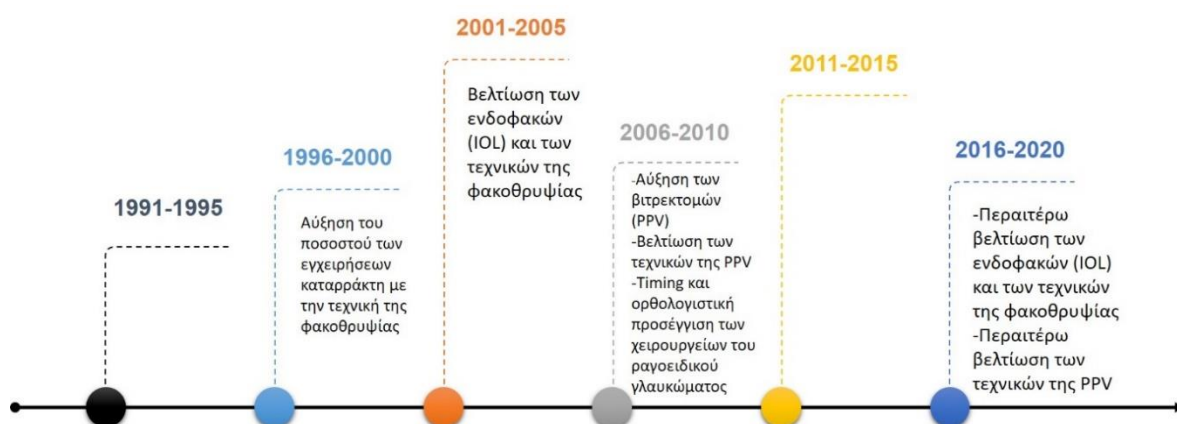 1991-1995
1996-2000
Αύξηση του
ποσοστού των
εγχειρήσεων
καταρράκτη με
την τεχνική της
φακοθρυψίας
2001-2005
Βελτίωση των
ενδοφακών
(IOL) και των
τεχνικών της
φακοθρυψίας
2006-2010
-Αύξηση των
βιτρεκτομών
(PPV)
-Βελτίωση των
τεχνικών της PPV
-Timing και
ορθολογιστική
προσέγγιση των
χειρουργείων του
ραγοειδικού
γλαυκώματος
2011-2015
2016-2020
-Περαιτέρω
βελτίωση των
ενδοφακών (IOL)
και των τεχνικών
της φακοθρυψίας
-Περαιτέρω
βελτίωση των
τεχνικών της PPV